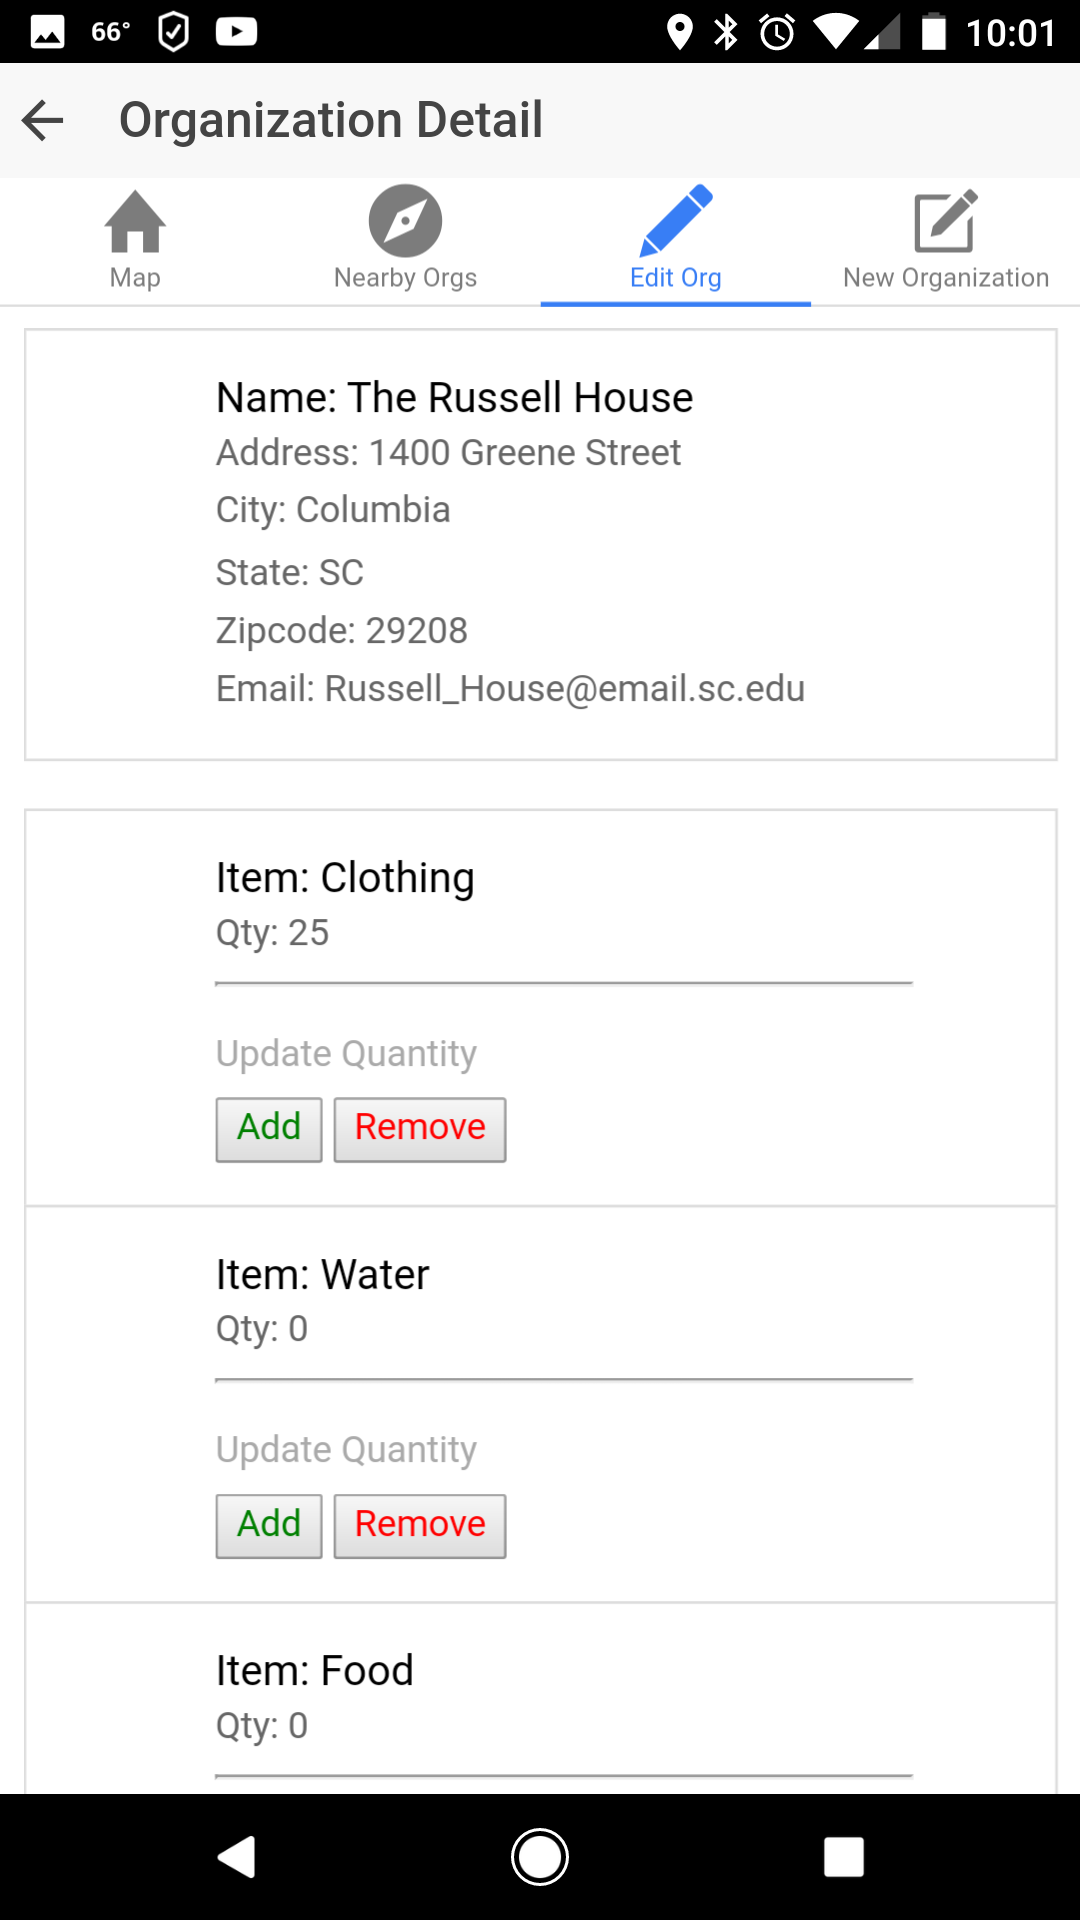 66° 10:01
Organization Detail
Map Nearby Orgs Edit Org New Organization
Name: The Russell House
Address: 1400 Greene Street
City: Columbia
State: SC
Zipcode: 29208
Email: Russell_House@email.sc.edu
Item: Clothing
Qty: 25
Update Quantity
Add Remove
Item: Water
Qty: 0
Update Quantity
Add Remove
Item: Food
Qty: 0